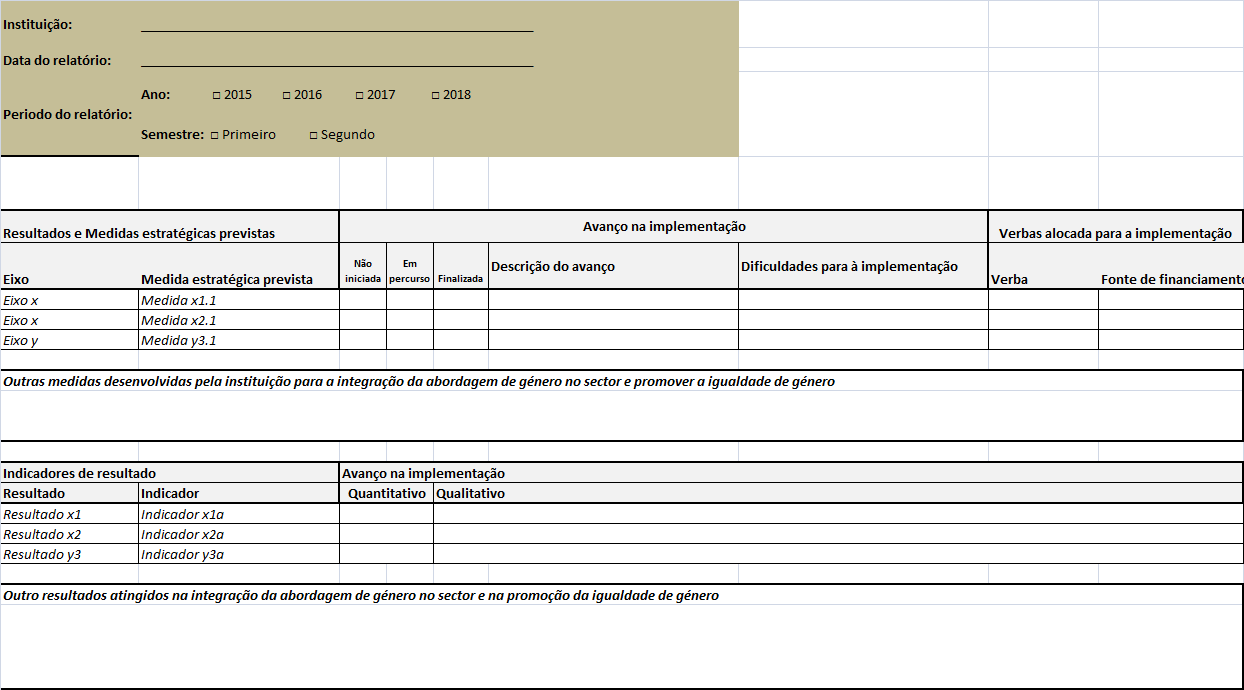 Instituição:
Data do relatório:
Ano: □ 2015 □ 2016 □ 2017 □ 2018
Periodo do relatório:
Semestre: □ Primeiro □ Segundo
Resultados e Medidas estratégicas previstas
Avanço na implementação
Verbas alocada para a implementação
Eixo
Medida estratégica prevista
Não
iniciada
Em
percurso
Finalizada
Descrição do avanço
Dificuldades para à implementação
Verba
Fonte de financiamento
Eixo x Medida x1.1
Eixo x Medida x2.1
Eixo y Medida y3.1
Outras medidas desenvolvidas pela instituição para a integração da abordagem de género no sector e promover a igualdade de género
Indicadores de resultado Avanço na implementação
Resultado Indicador Quantitativo Qualitativo
Resultado x1 Indicador x1a
Resultado x2 Indicador x2a
Resultado y3 Indicador y3a
Outro resultados atingidos na integração da abordagem de género no sector e na promoção da igualdade de género